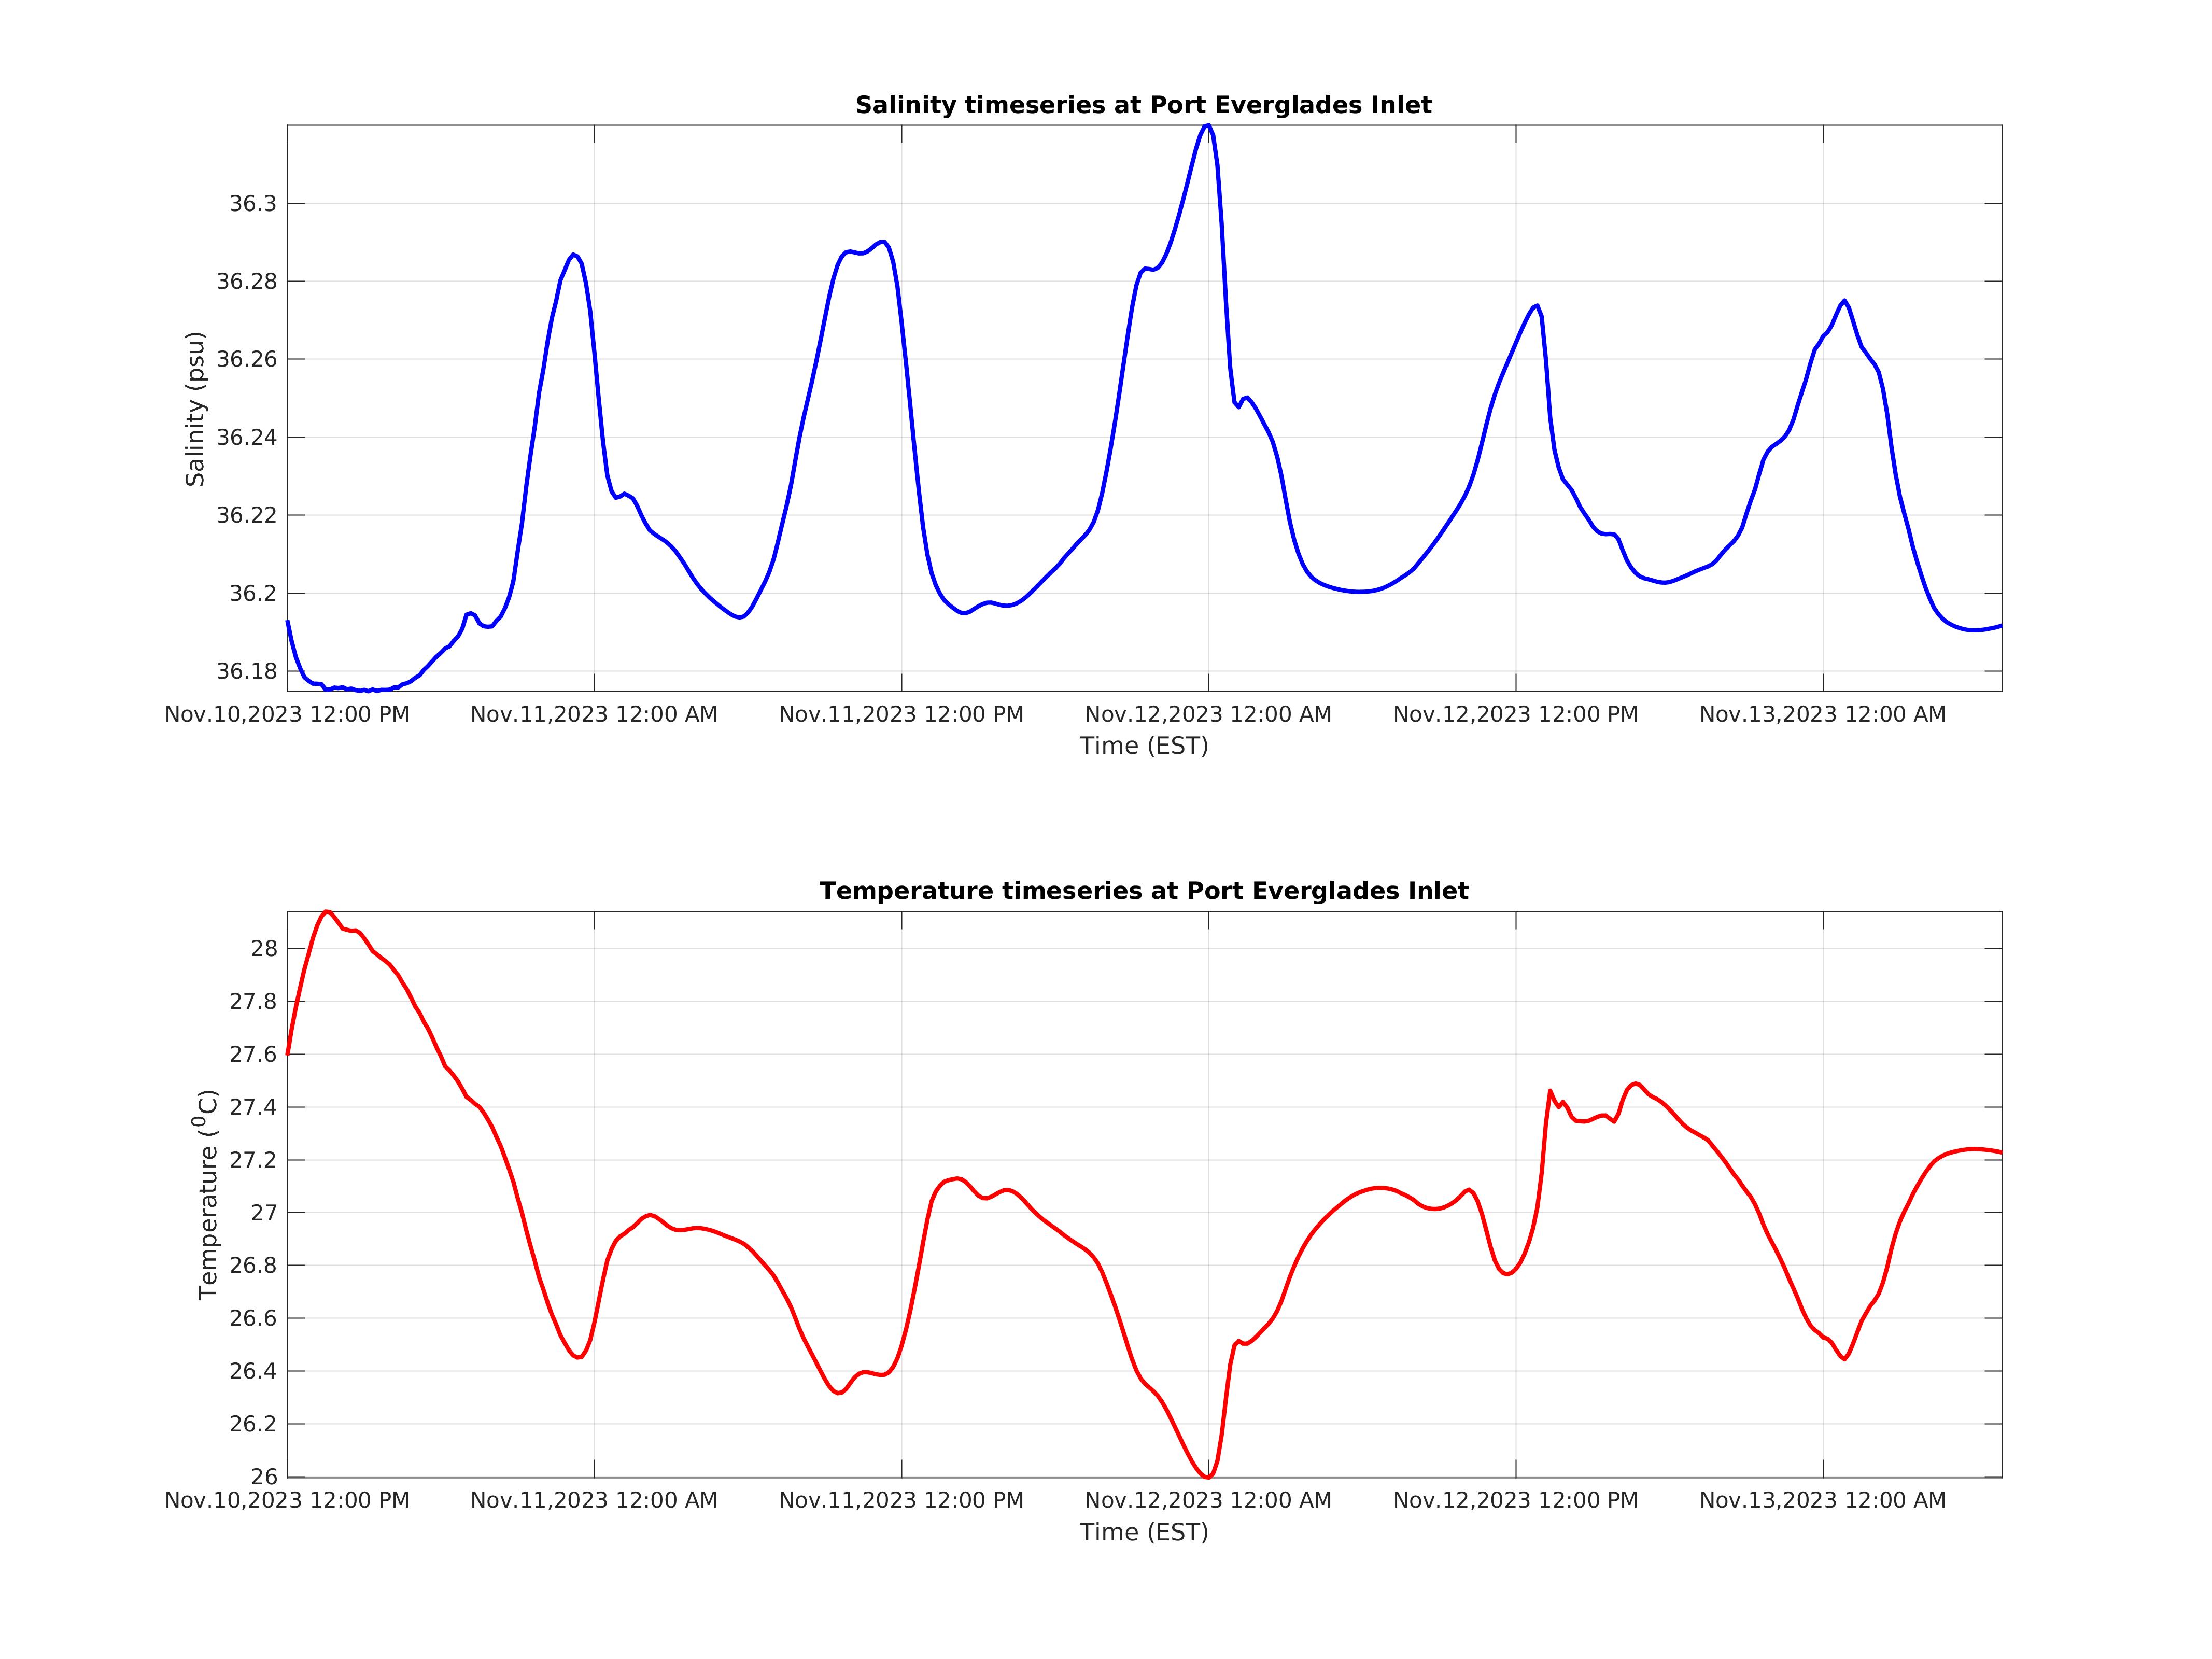 Salinity timeseries at Port Everglades Inlet
36.3
36.28
36.26
36.24
36.22
36.2
36.18
Salinity (psu)
Nov.10,2023 12:00 PM Nov.11,2023 12:00 AM Nov.11,2023 12:00 PM Nov.12,2023 12:00 AM Nov.12,2023 12:00 PM Nov.13,2023 12:00 AM
Time (EST)
Temperature timeseries at Port Everglades Inlet
28
27.8
27.6
27.4
27.2
27
26.8
26.6
26.4
26.2
26
Temperature (⁰C)
Nov.10,2023 12:00 PM Nov.11,2023 12:00 AM Nov.11,2023 12:00 PM Nov.12,2023 12:00 AM Nov.12,2023 12:00 PM Nov.13,2023 12:00 AM
Time (EST)